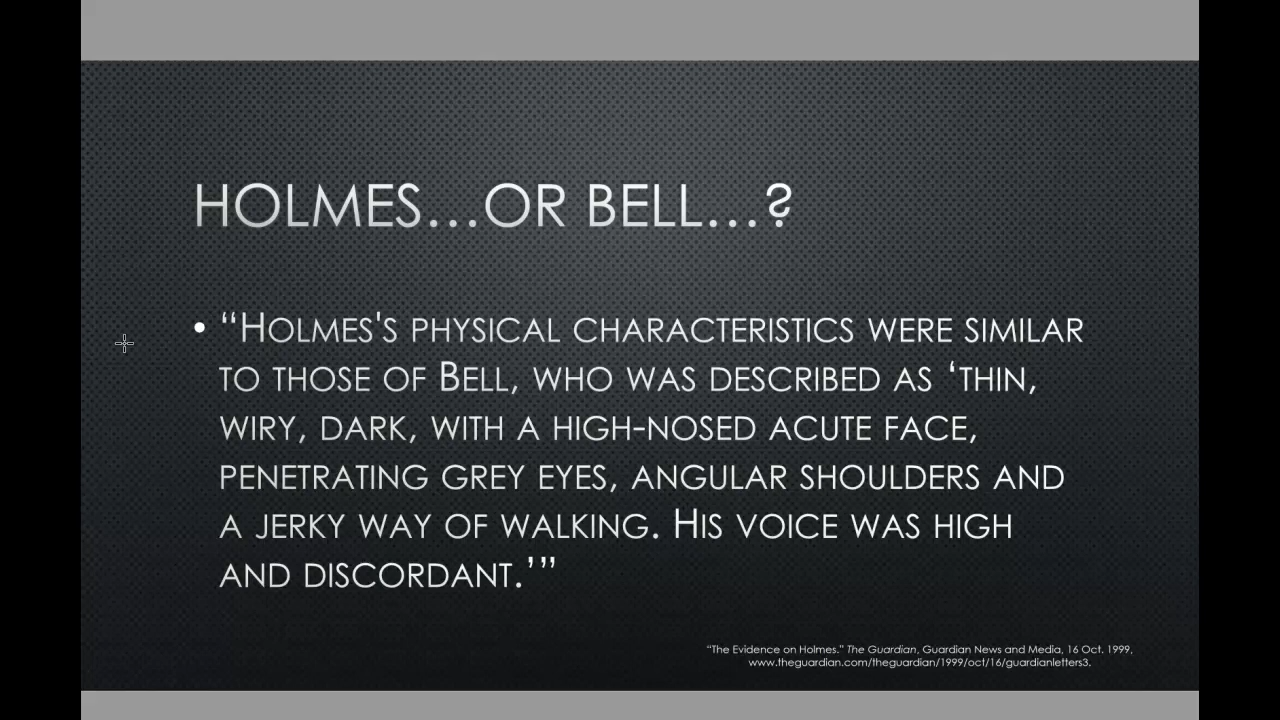 HOLMES...OR BELL...?
• “HOLMES'S PHYSICAL CHARACTERISTICS WERE SIMILAR
TO THOSE OF BELL, WHO WAS DESCRIBED AS ‘THIN,
WIRY, DARK, WITH A HIGH-NOSED ACUTE FACE,
PENETRATING GREY EYES, ANGULAR SHOULDERS AND
A JERKY WAY OF WALKING. HIS VOICE WAS HIGH
AND DISCORDANT.’”
“The Evidence on Holmes.” The Guardian, Guardian News and Media, 16 Oct. 1999,
www.theguardian.com/theguardian/1999/oct/16/guardianletters3.